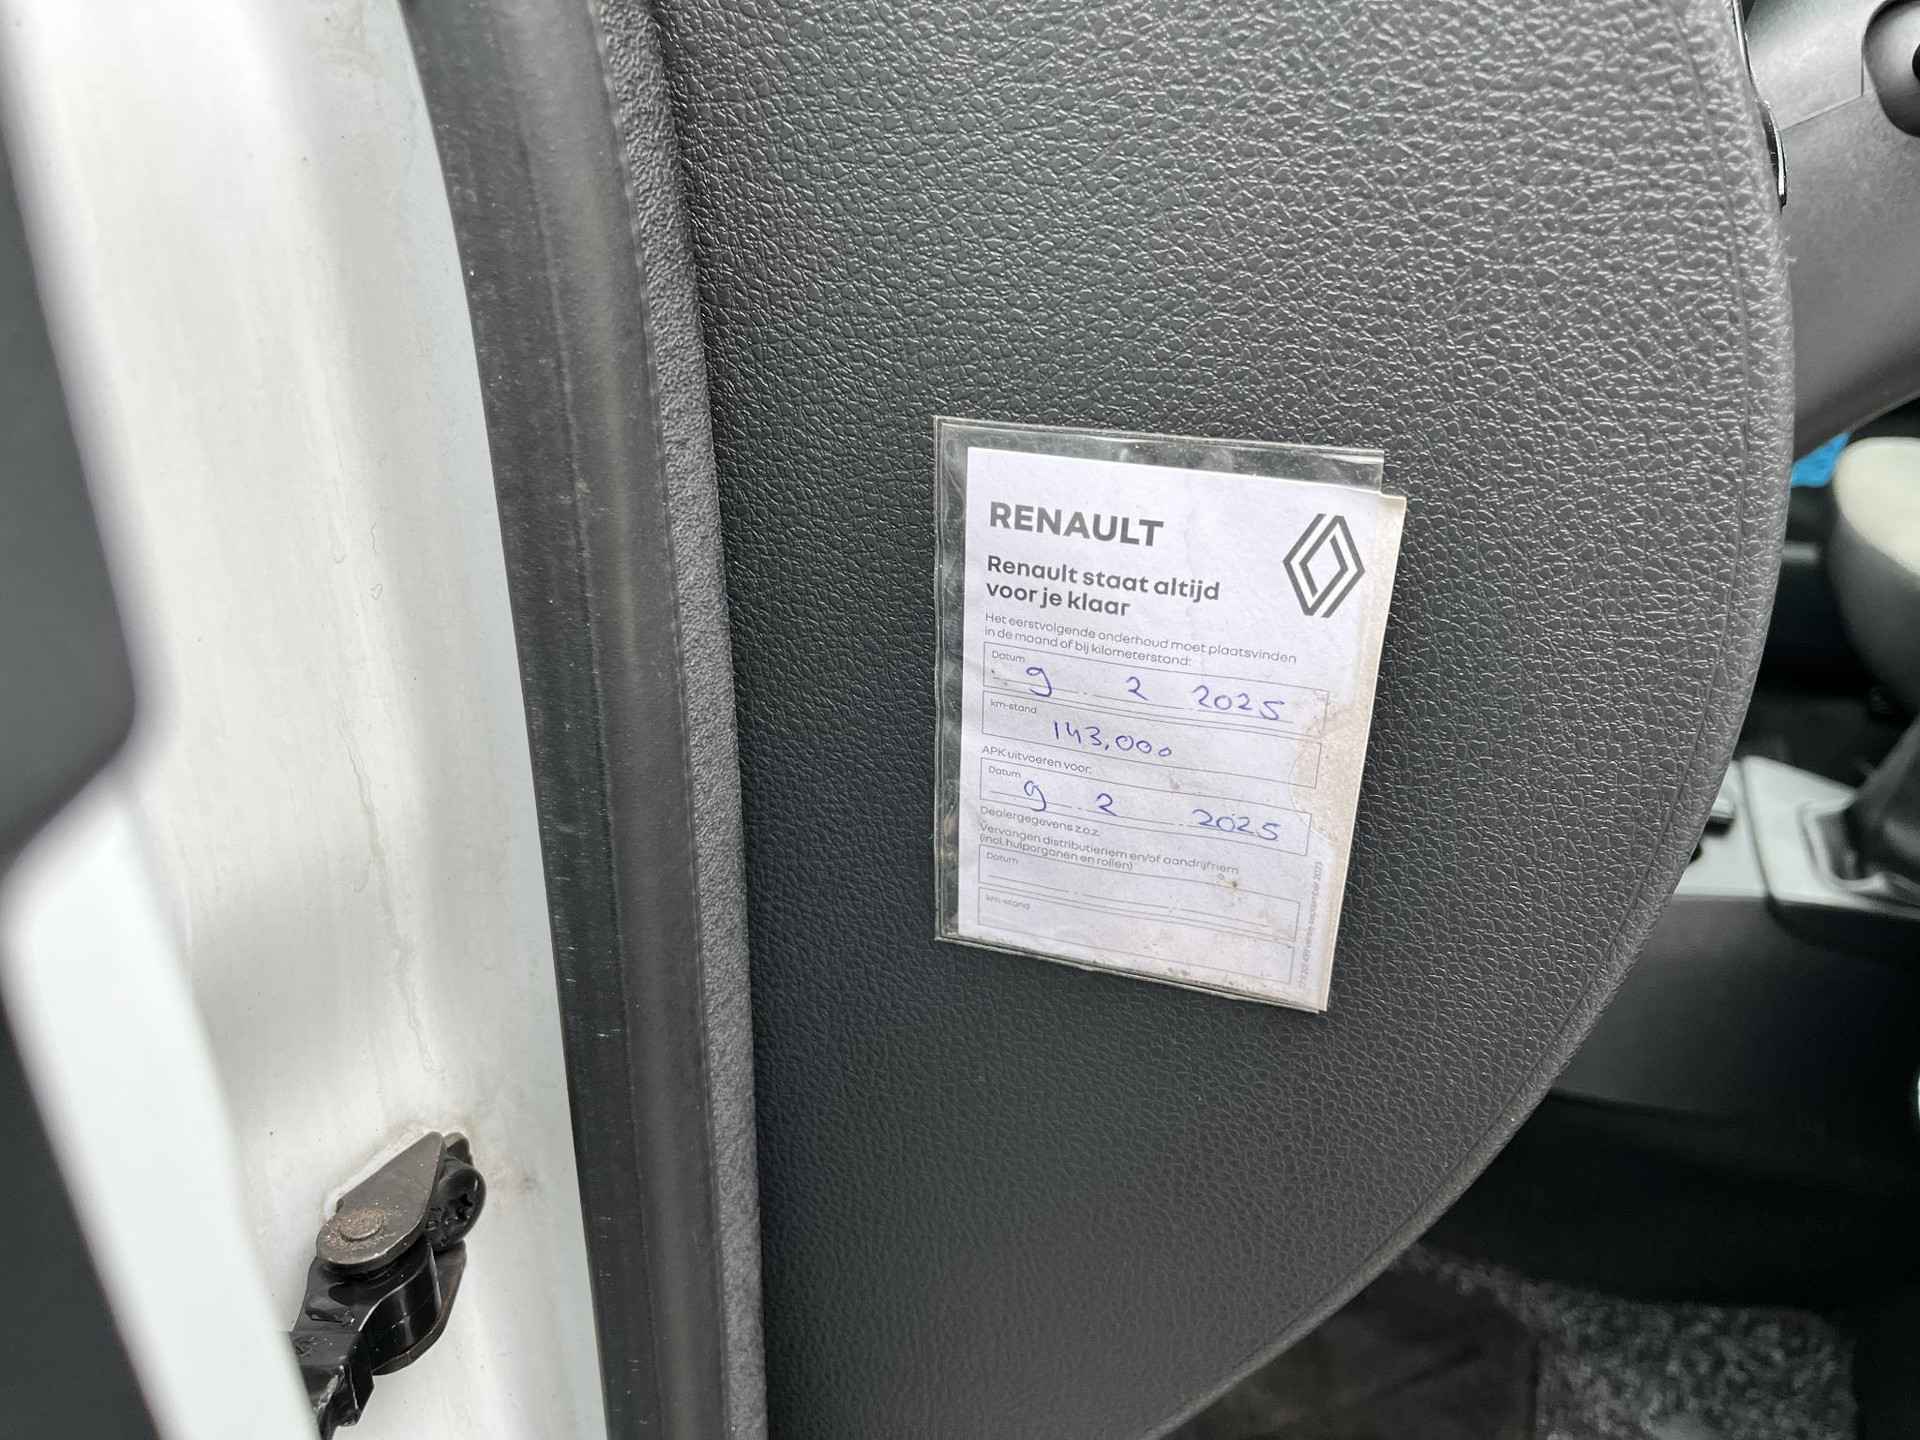 RENAULT
Renault staat altijd
voor je klaar
Het eerstvolgende onderhoud moet plaatsvinden
in de maand of bij kilometerstand:
Datum
9 2 2025
km-stand
143,000
APK uitvoeren voor:
Datum
9 2 2025
Dealergegevens z.o.z.
Vervangen distributieriem en/of aandrijfriem
(incl. hulporganen en rollen)
Datum
km-stand